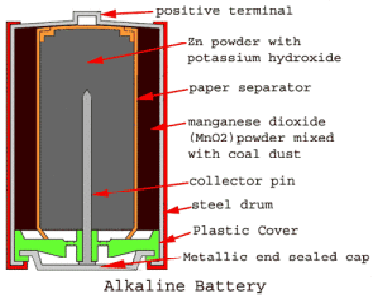 positive terminal
Zn powder with
potassium hydroxide
paper separator
manganese dioxide
(MnO2)powder mixed
with coal dust
collector pin
steel drum
Plastic Cover
Metallic end sealed cap
Alkaline Battery